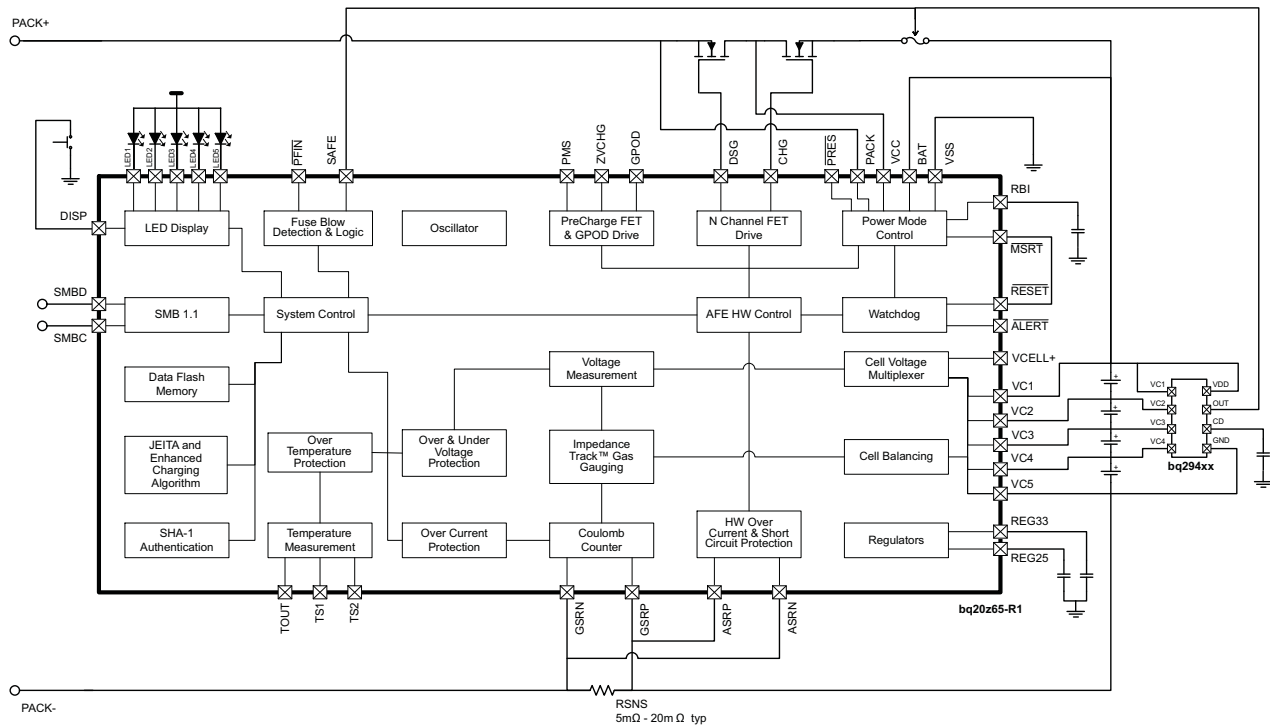 PACK+
LED1
LED2
LED3
LED4
LED5
PFIN
SAFE
PMS
ZVCHG
GPOD
DSG
CHG
PRES
PACK
VCC
BAT
VSS
RBI
DISP
LED Display
Fuse Blow
Detection & Logic
Oscillator
PreCharge FET
& GPOD Drive
N Channel FET
Drive
Power Mode
Control
MSRT
RESET
ALERT
SMBD
SMBC
SMB 1.1
System Control
AFE HW Control
Watchdog
Data Flash
Memory
Voltage
Measurement
Cell Voltage
Multiplexer
VCELL+
VC1
VC2
VC3
VC4
VC5
+
+
+
+
VC1
VC2
VC3
VC4
VDD
OUT
CD
GND
bq294xx
JEITA and
Enhanced
Charging
Algorithm
Over
Temperature
Protection
Over & Under
Voltage
Protection
Impedance
Track™ Gas
Gauging
Cell Balancing
SHA-1
Authentication
Temperature
Measurement
Over Current
Protection
Coulomb
Counter
HW Over
Current & Short
Circuit Protection
Regulators
REG33
REG25
bq20z65-R1
TOUT
TS1
TS2
GSRN
GSRP
ASRP
ASRN
PACK-
RSNS
5mΩ - 20m Ω typ